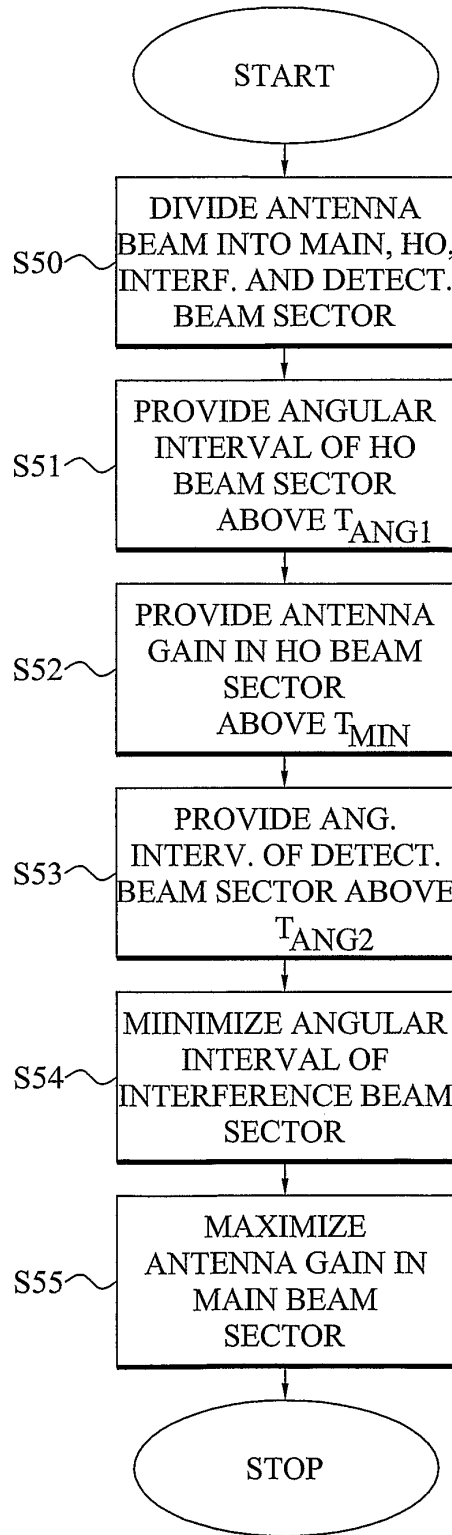 START
DIVIDE ANTENNA
BEAM INTO MAIN, HO,
S50
INTERF. AND DETECT.
BEAM SECTOR
PROVIDE ANGULAR
INTERVAL OF HO
S51
BEAM SECTOR
ABOVE TANG1
PROVIDE ANTENNA
GAIN IN HO BEAM
S52
SECTOR
ABOVE TMIN
PROVIDE ANG.
INTERV. OF DETECT.
S53
BEAM SECTOR ABOVE
TANG2
MIINIMIZE ANGULAR
INTERVAL OF
S54
INTERFERENCE BEAM
SECTOR
MAXIMIZE
ANTENNA GAIN IN
S55
MAIN BEAM
SECTOR
STOP